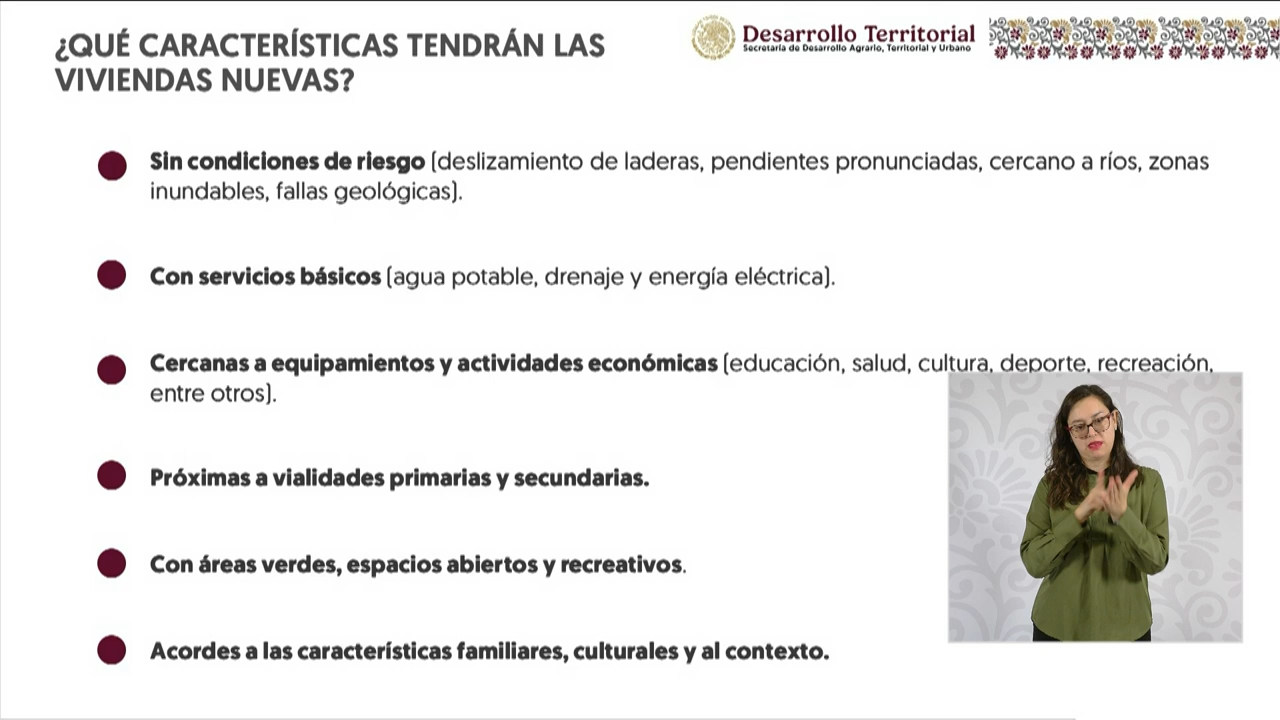 ¿QUÉ CARACTERÍSTICAS TENDRÁN LAS
VIVIENDAS NUEVAS?
Desarrollo Territorial
Secretaría de Desarrollo Agrario, Territorial y Urbano
Sin condiciones de riesgo (deslizamiento de laderas, pendientes pronunciadas, cercano a ríos, zonas
inundables, fallas geológicas).
Con servicios básicos (agua potable, drenaje y energía eléctrica).
Cercanas a equipamientos y actividades económicas (educación, salud, cultura, deporte, recreación,
entre otros).
Próximas a vialidades primarias y secundarias.
Con áreas verdes, espacios abiertos y recreativos.
Acordes a las características familiares, culturales y al contexto.